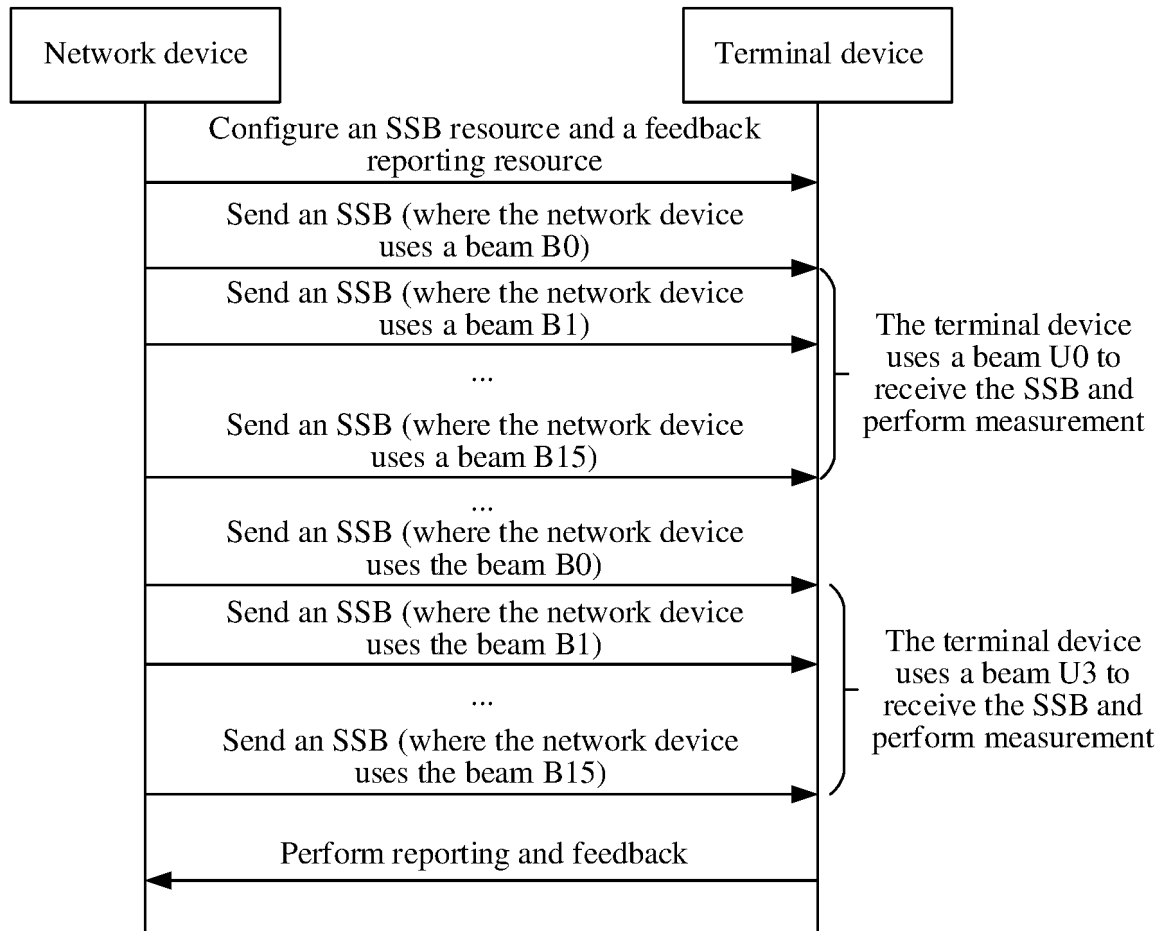 Network device
Terminal device
Configure an SSB resource and a feedback
reporting resource
Send an SSB (where the network device
uses a beam B0)
Send an SSB (where the network device
uses a beam B1)
...
Send an SSB (where the network device
uses a beam B15)
The terminal device
uses a beam U0 to
receive the SSB and
perform measurement
...
Send an SSB (where the network device
uses the beam B0)
Send an SSB (where the network device
uses the beam B1)
...
Send an SSB (where the network device
uses the beam B15)
The terminal device
uses a beam U3 to
receive the SSB and
perform measurement
Perform reporting and feedback